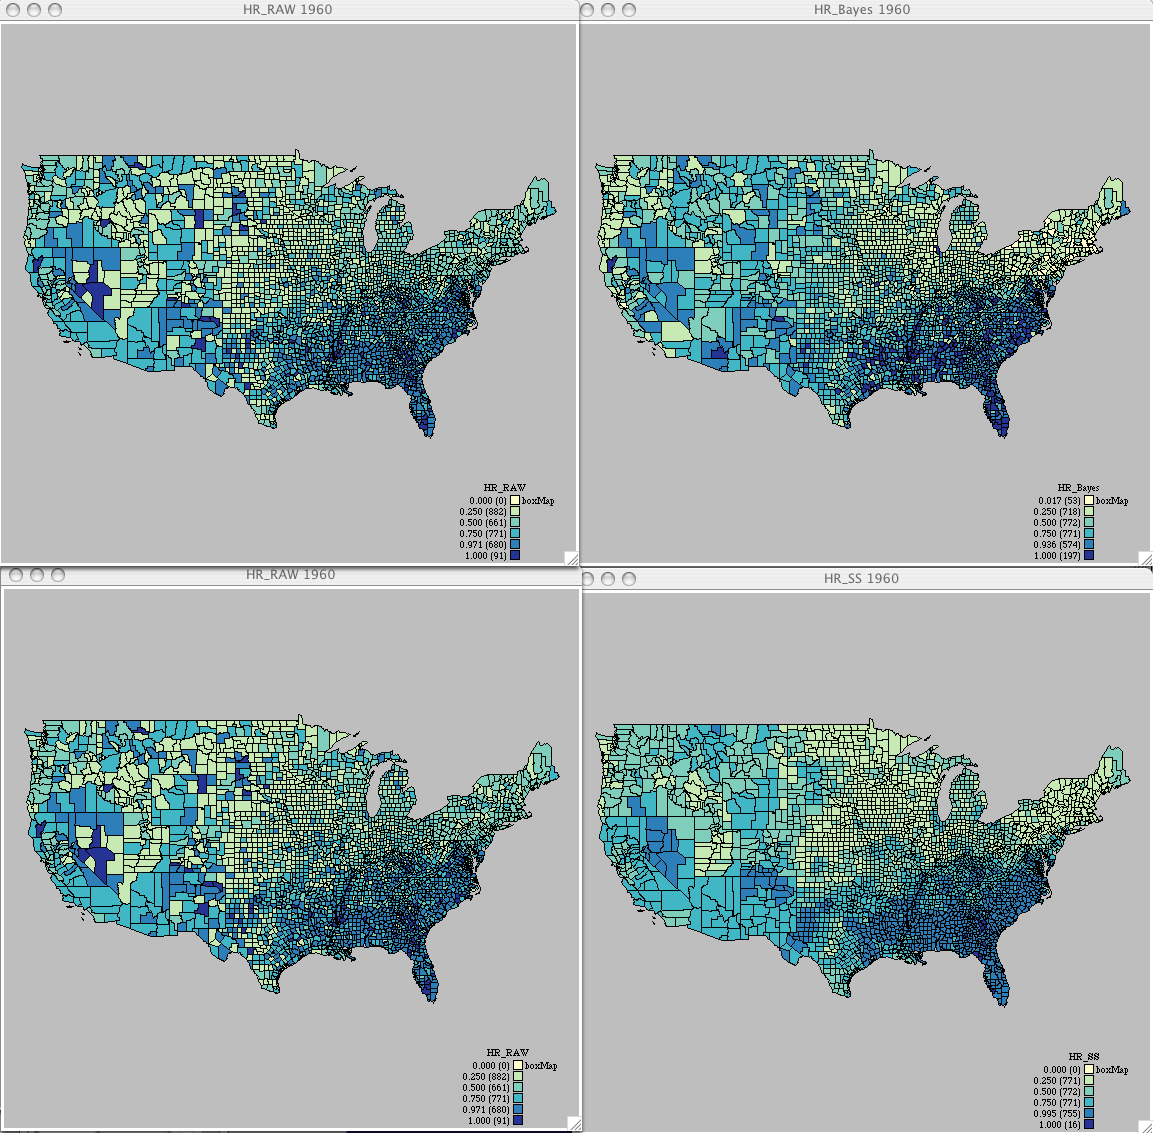 HR_RAW 1960
HR_Bayes 1960
HR_RAW
0.000 (0) boxMap
0.250 (882)
0.500 (661)
0.750 (771)
0.971 (680)
1.000 (91)
HR_Bayes
0.017 (53) boxMap
0.250 (718)
0.500 (772)
0.750 (771)
0.936 (574)
1.000 (197)
HR_RAW 1960
HR_SS 1960
HR_RAW
0.000 (0) boxMap
0.250 (882)
0.500 (661)
0.750 (771)
0.971 (680)
1.000 (91)
HR_SS
0.000 (0) boxMap
0.250 (771)
0.500 (772)
0.750 (771)
0.995 (755)
1.000 (16)